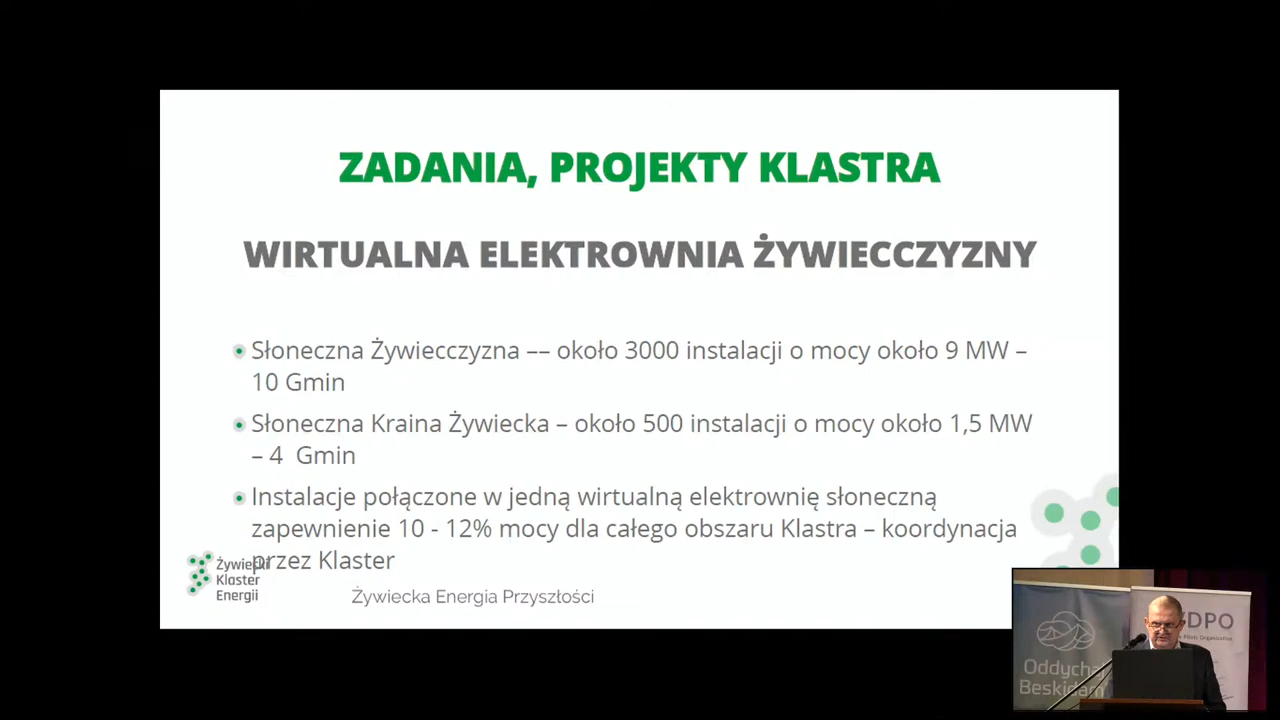 ZADANIA, PROJEKTY KLASTRA
WIRTUALNA ELEKTROWNIA ŻYWIECCZYZNY
Słoneczna Żywiecczyzna –– około 3000 instalacji o mocy około 9 MW –
10 Gmin
Słoneczna Kraina Żywiecka – około 500 instalacji o mocy około 1,5 MW
– 4 Gmin
Instalacje połączone w jedną wirtualną elektrownię słoneczną
zapewnienie 10 - 12% mocy dla całego obszaru Klastra – koordynacja
przez Klaster
Żywiecki
Klaster
Energii
Żywiecka Energia Przyszłości
DPO
Pilots Organization
Oddychaj
Beskidami